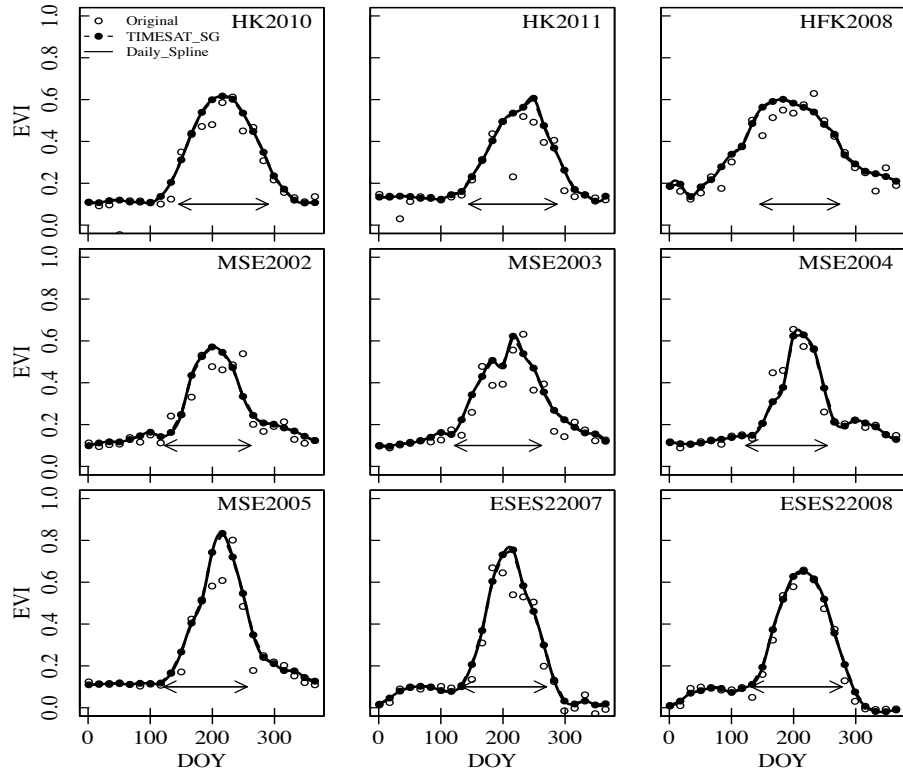 HK2010
Original
TIMESAT_SG
Daily_Spline
HK2011
HFK2008
EVI
0.0 0.2 0.4 0.6 0.8 1.0
MSE2002
MSE2003
MSE2004
EVI
0.0 0.2 0.4 0.6 0.8 1.0
MSE2005
ESES22007
ESES22008
EVI
0.0 0.2 0.4 0.6 0.8 1.0
0 100 200 300
0 100 200 300
0 100 200 300
DOY
DOY
DOY